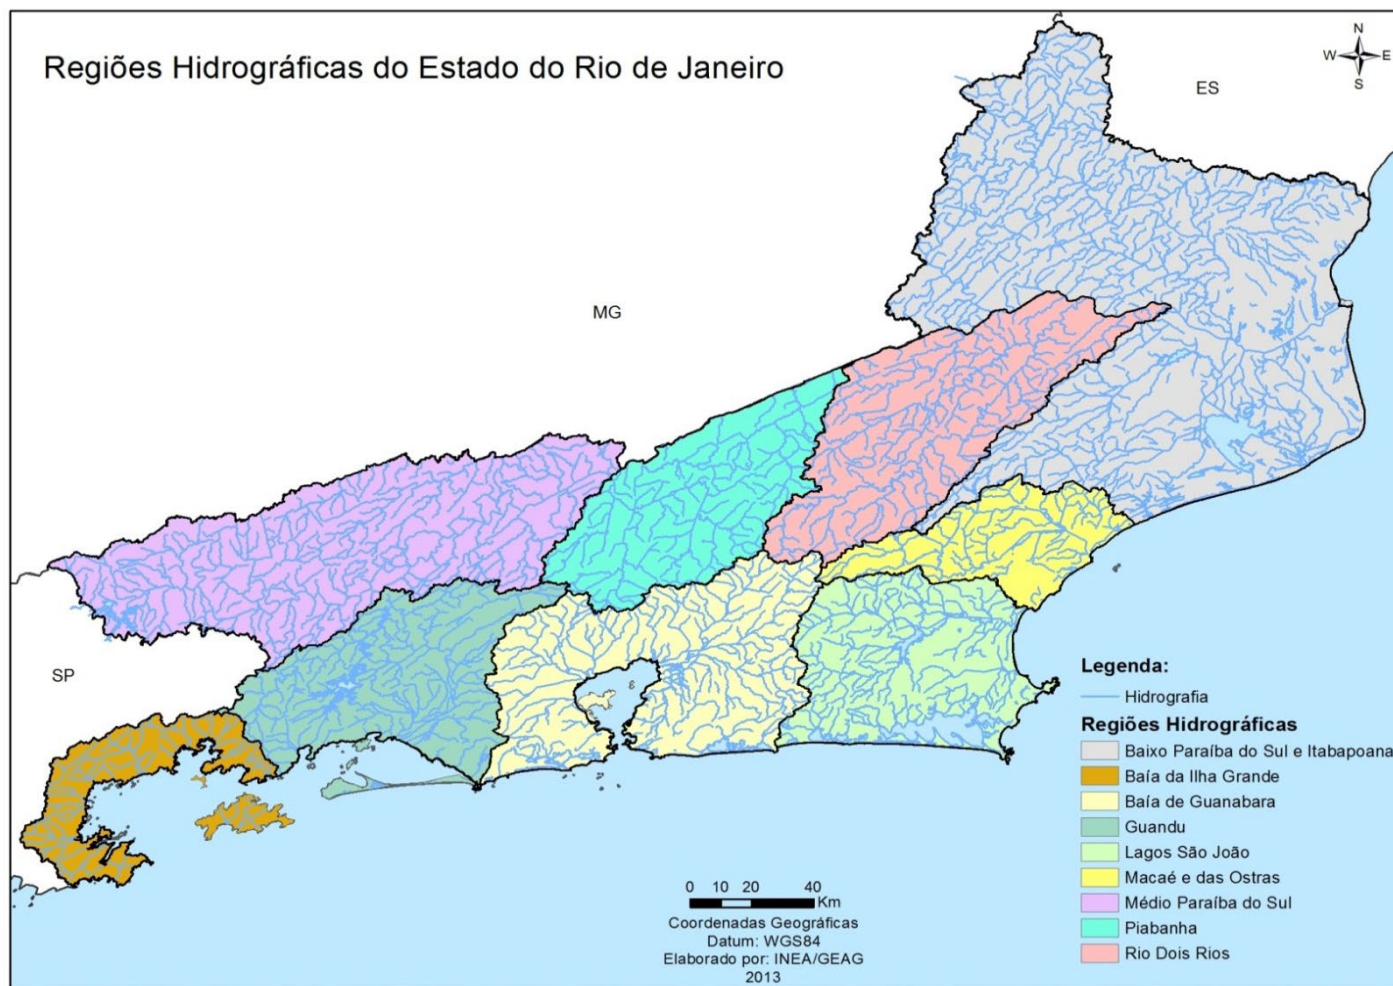 Regiões Hidrográficas do Estado do Rio de Janeiro
N
W E
S
ES
MG
SP
Legenda:
Hidrografia
Regiões Hidrográficas
Baixo Paraíba do Sul e Itabapoana
Baía da Ilha Grande
Baía de Guanabara
Guandu
Lagos São João
Macaé e das Ostras
Médio Paraíba do Sul
Piabanha
Rio Dois Rios
0 10 20 40
Km
Coordenadas Geográficas
Datum: WGS84
Elaborado por: INEA/GEAG
2013